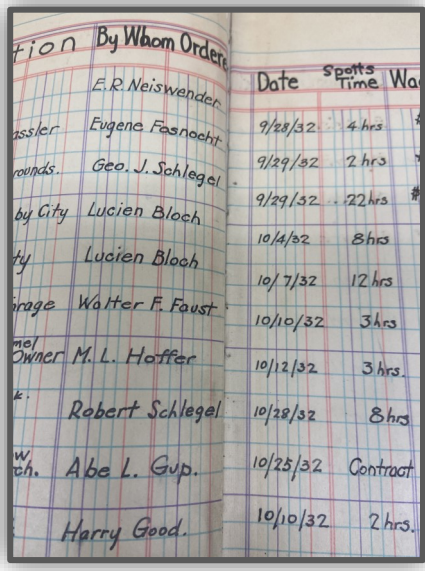 tion By Whom Ordere
E.R. Neiswender
assler Eugene Fasnocht
rounds. Geo. J. Schlegel
by City Lucien Bloch
ty Lucien Bloch
rage Walter F. Faust
mel
Owner M. L. Hoffer
k.
Robert Schlegel
w
ch. Abe L. Gup.
Harry Good.
Date Spotts Time Wa
9/28/32 4 hrs
9/29/32 2 hrs
9/29/32 22 hrs #
10/4/32 8 hrs
10/7/32 12 hrs
10/10/32 3 hrs
10/12/32 3 hrs.
10/28/32 8 hrs
10/25/32 Contract
10/10/32 2 hrs.